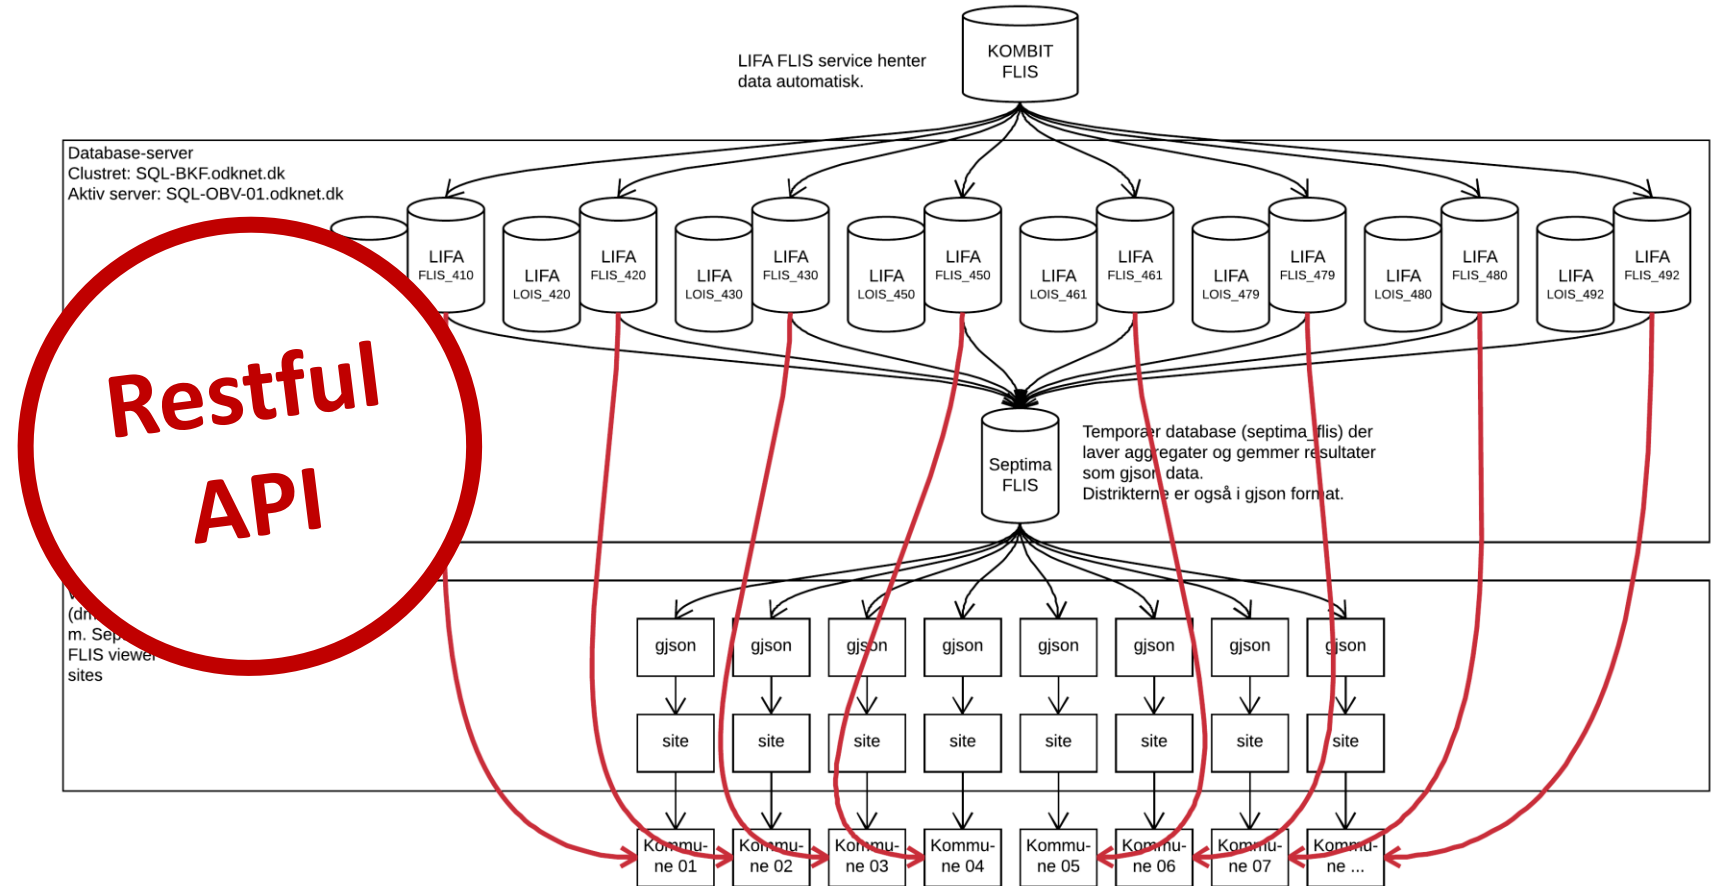 KOMBIT
FLIS
LIFA FLIS service henter
data automatisk.
Database-server
Clustret: SQL-BKF.odknet.dk
Aktiv server: SQL-OBV-01.odknet.dk
LIFA
FLIS_410
LIFA
LOIS_420
LIFA
FLIS_420
LIFA
LOIS_430
LIFA
FLIS_430
LIFA
LOIS_450
LIFA
FLIS_450
LIFA
LOIS_461
LIFA
FLIS_461
LIFA
LOIS_479
LIFA
FLIS_479
LIFA
LOIS_480
LIFA
FLIS_480
LIFA
LOIS_492
LIFA
FLIS_492
Restful
API
Septima
FLIS
Temporær database (septima_flis) der
laver aggregater og gemmer resultater
som gjson data.
Distrikterne er også i gjson format.
m.
FLIS viewer
sites
gjson gjson gjson gjson gjson gjson gjson gjson
site site site site site site site site
Kommu-
ne 01
Kommu-
ne 02
Kommu-
ne 03
Kommu-
ne 04
Kommu-
ne 05
Kommu-
ne 06
Kommu-
ne 07
Kommu-
ne ...